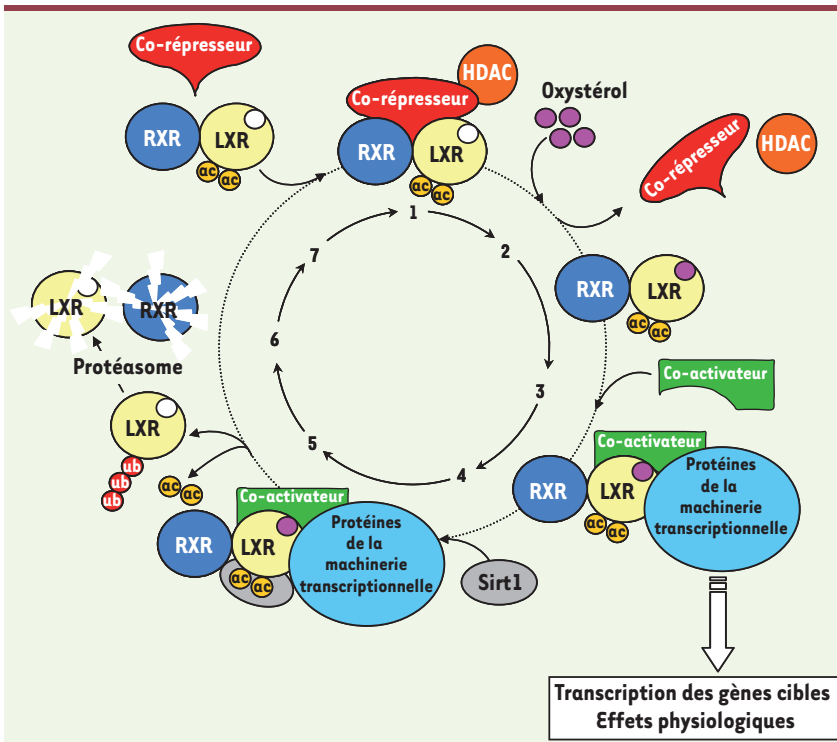 Co-répresseur
RXR
LXR
ac
ac
Co-répresseur
HDAC
RXR
LXR
ac
ac
Oxystérol
Co-répresseur
HDAC
RXR
LXR
ac
ac
Co-activateur
Co-activateur
RXR
LXR
ac
ac
Protéines
de la
machinerie
transcriptionnelle
Transcription des gènes cibles
Effets physiologiques
Sirt1
Co-activateur
RXR
LXR
ac
ac
Protéines
de la
machinerie
transcriptionnelle
ac
ac
LXR
ub
ub
ub
Protéasome
LXR
RXR
1
2
3
4
5
6
7